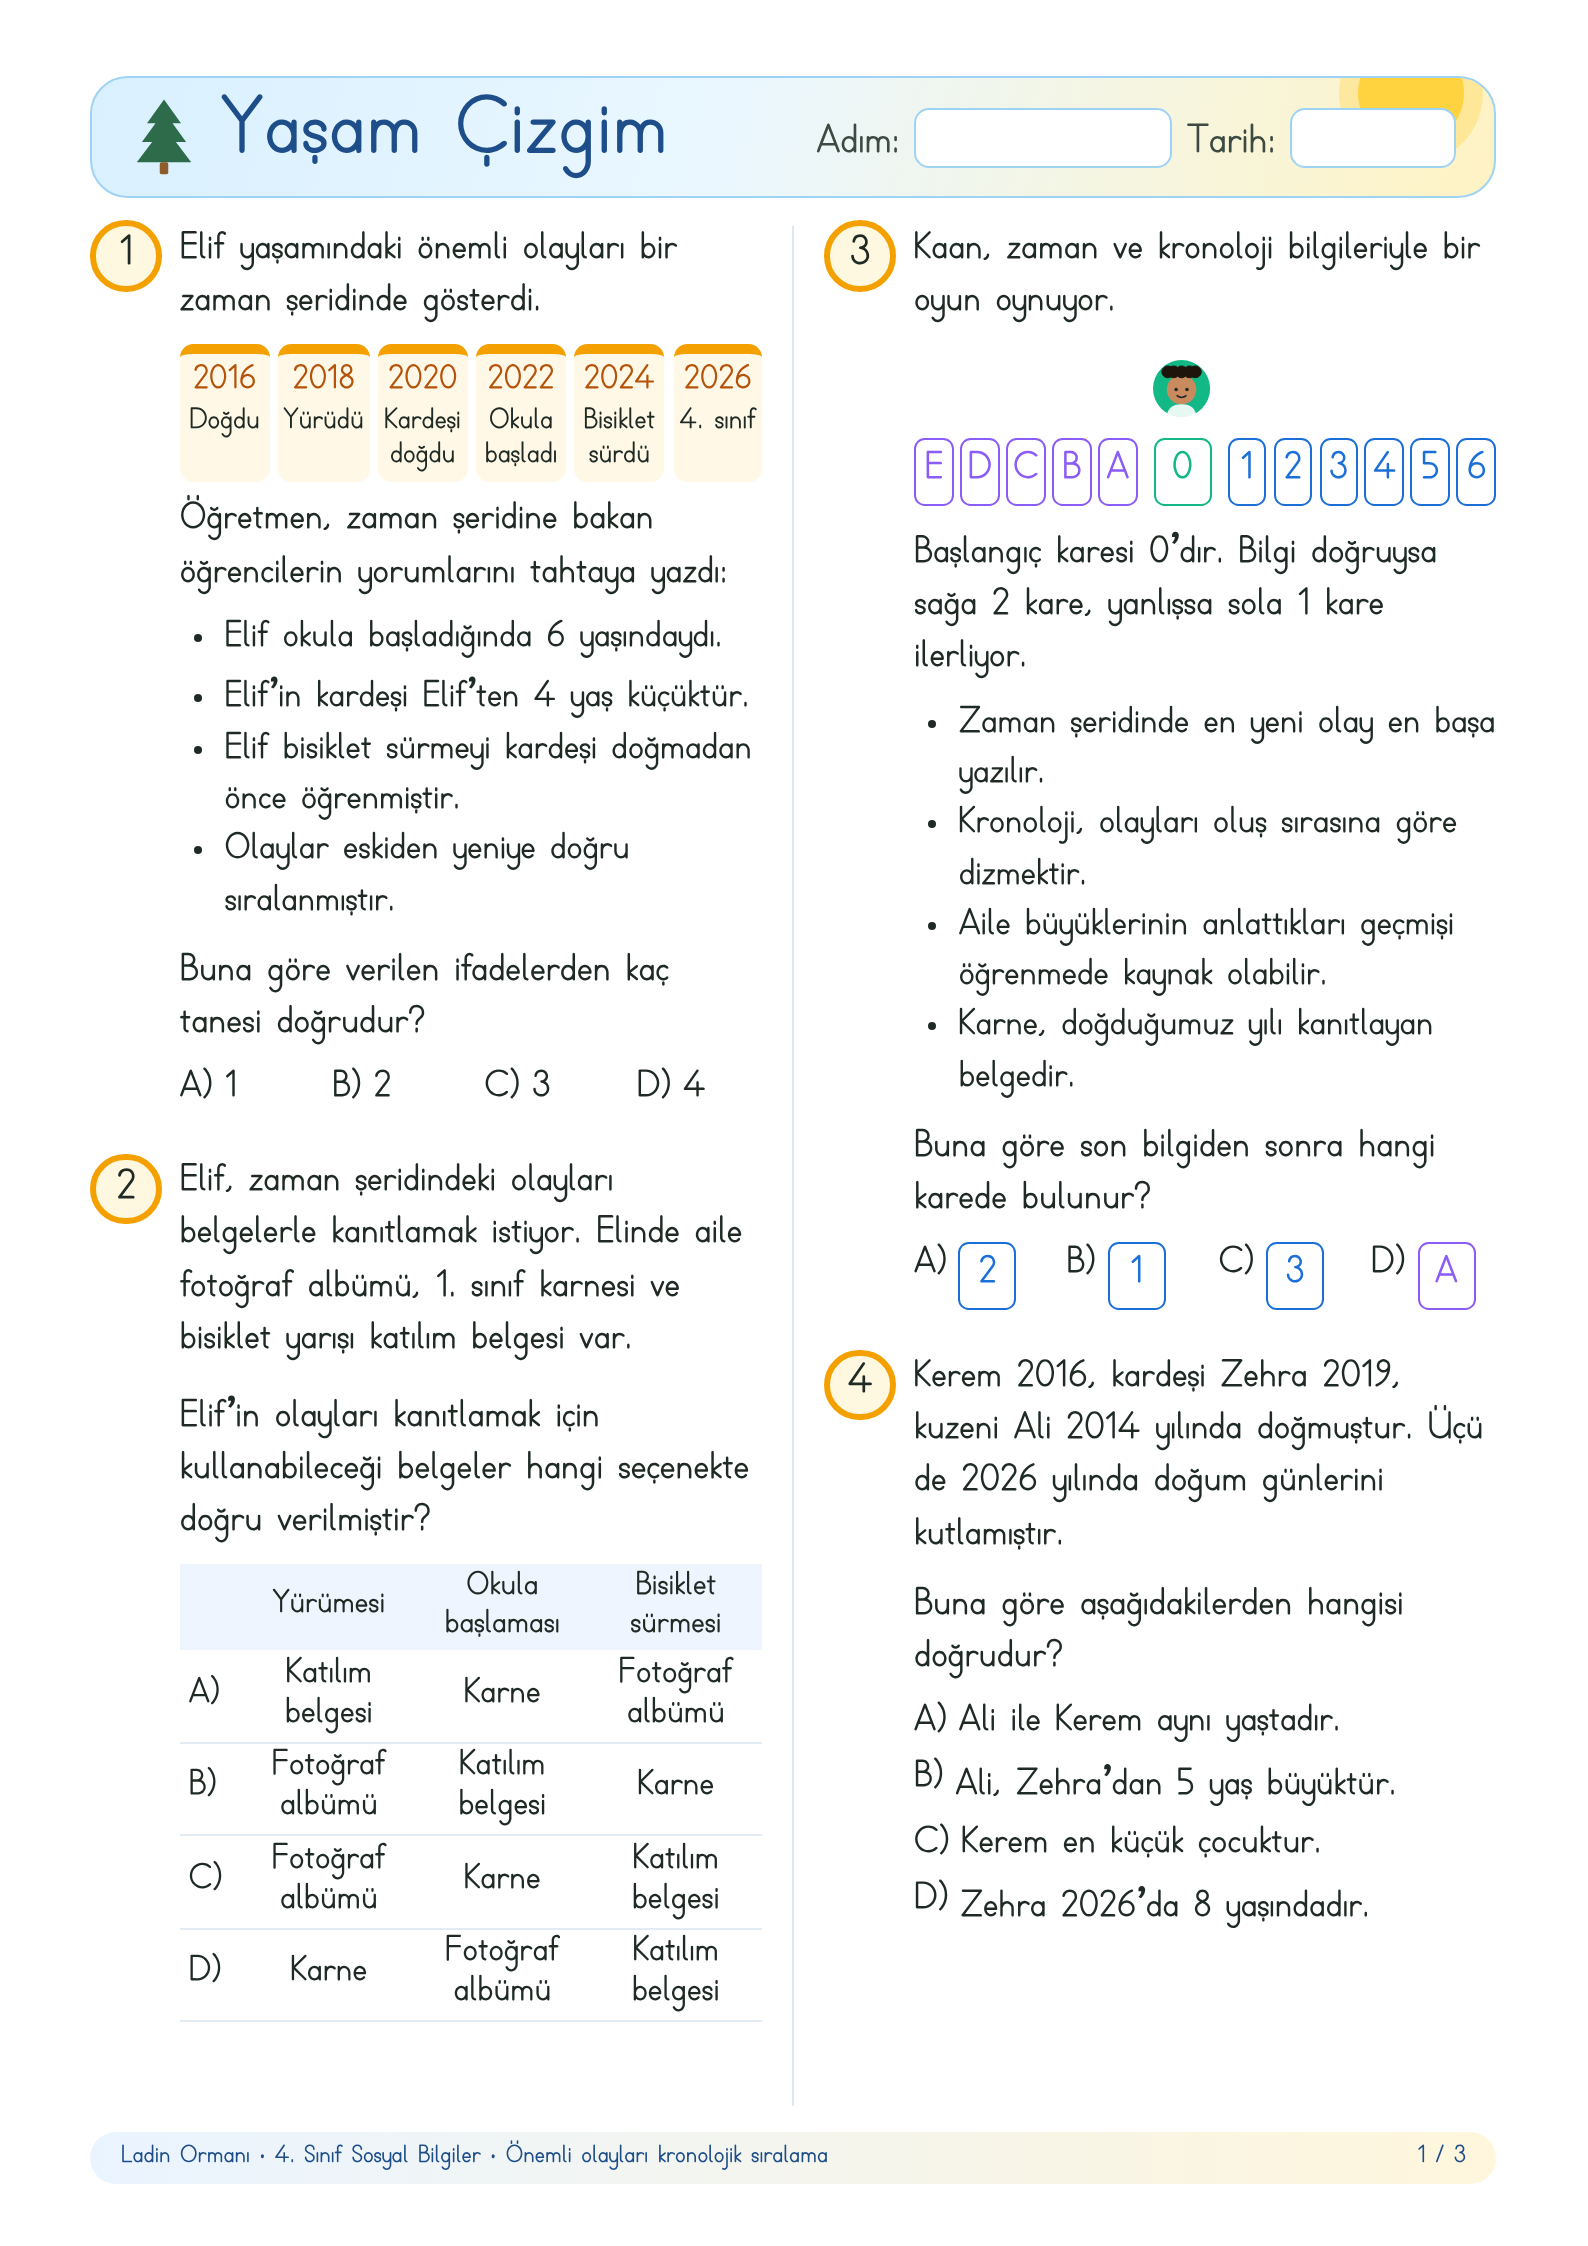 Yaşam Çizgim
Adım:
Tarih:
1
Elif yaşamındaki önemli olayları bir
zaman şeridinde gösterdi.
2016 2018 2020 2022 2024 2026
Doğdu Yürüdü Kardeşi Okula Bisiklet 4. sınıf
doğdu başladı sürdü
Öğretmen, zaman şeridine bakan
öğrencilerin yorumlarını tahtaya yazdı:
• Elif okula başladığında 6 yaşındaydı.
• Elif’in kardeşi Elif’ten 4 yaş küçüktür.
• Elif bisiklet sürmeyi kardeşi doğmadan
önce öğrenmiştir.
• Olaylar eskiden yeniye doğru
sıralanmıştır.
Buna göre verilen ifadelerden kaç
tanesi doğrudur?
A) 1 B) 2 C) 3 D) 4
2
Elif, zaman şeridindeki olayları
belgelerle kanıtlamak istiyor. Elinde aile
fotoğraf albümü, 1. sınıf karnesi ve
bisiklet yarışı katılım belgesi var.
Elif’in olayları kanıtlamak için
kullanabileceği belgeler hangi seçenekte
doğru verilmiştir?
Yürümesi Okula başlaması Bisiklet sürmesi
A) Katılım belgesi Karne Fotoğraf albümü
B) Fotoğraf albümü Katılım belgesi Karne
C) Fotoğraf albümü Karne Katılım belgesi
D) Karne Fotoğraf albümü Katılım belgesi
3
Kaan, zaman ve kronoloji bilgileriyle bir
oyun oynuyor.
E D C B A 0 1 2 3 4 5 6
Başlangıç karesi 0’dır. Bilgi doğruysa
sağa 2 kare, yanlışsa sola 1 kare
ilerliyor.
• Zaman şeridinde en yeni olay en başa
yazılır.
• Kronoloji, olayları oluş sırasına göre
dizmektir.
• Aile büyüklerinin anlattıkları geçmişi
öğrenmede kaynak olabilir.
• Karne, doğduğumuz yılı kanıtlayan
belgedir.
Buna göre son bilgiden sonra hangi
karede bulunur?
A) 2 B) 1 C) 3 D) A
4
Kerem 2016, kardeşi Zehra 2019,
kuzeni Ali 2014 yılında doğmuştur. Üçü
de 2026 yılında doğum günlerini
kutlamıştır.
Buna göre aşağıdakilerden hangisi
doğrudur?
A) Ali ile Kerem aynı yaştadır.
B) Ali, Zehra’dan 5 yaş büyüktür.
C) Kerem en küçük çocuktur.
D) Zehra 2026’da 8 yaşındadır.
Ladin Ormanı • 4. Sınıf Sosyal Bilgiler • Önemli olayları kronolojik sıralama
1 / 3